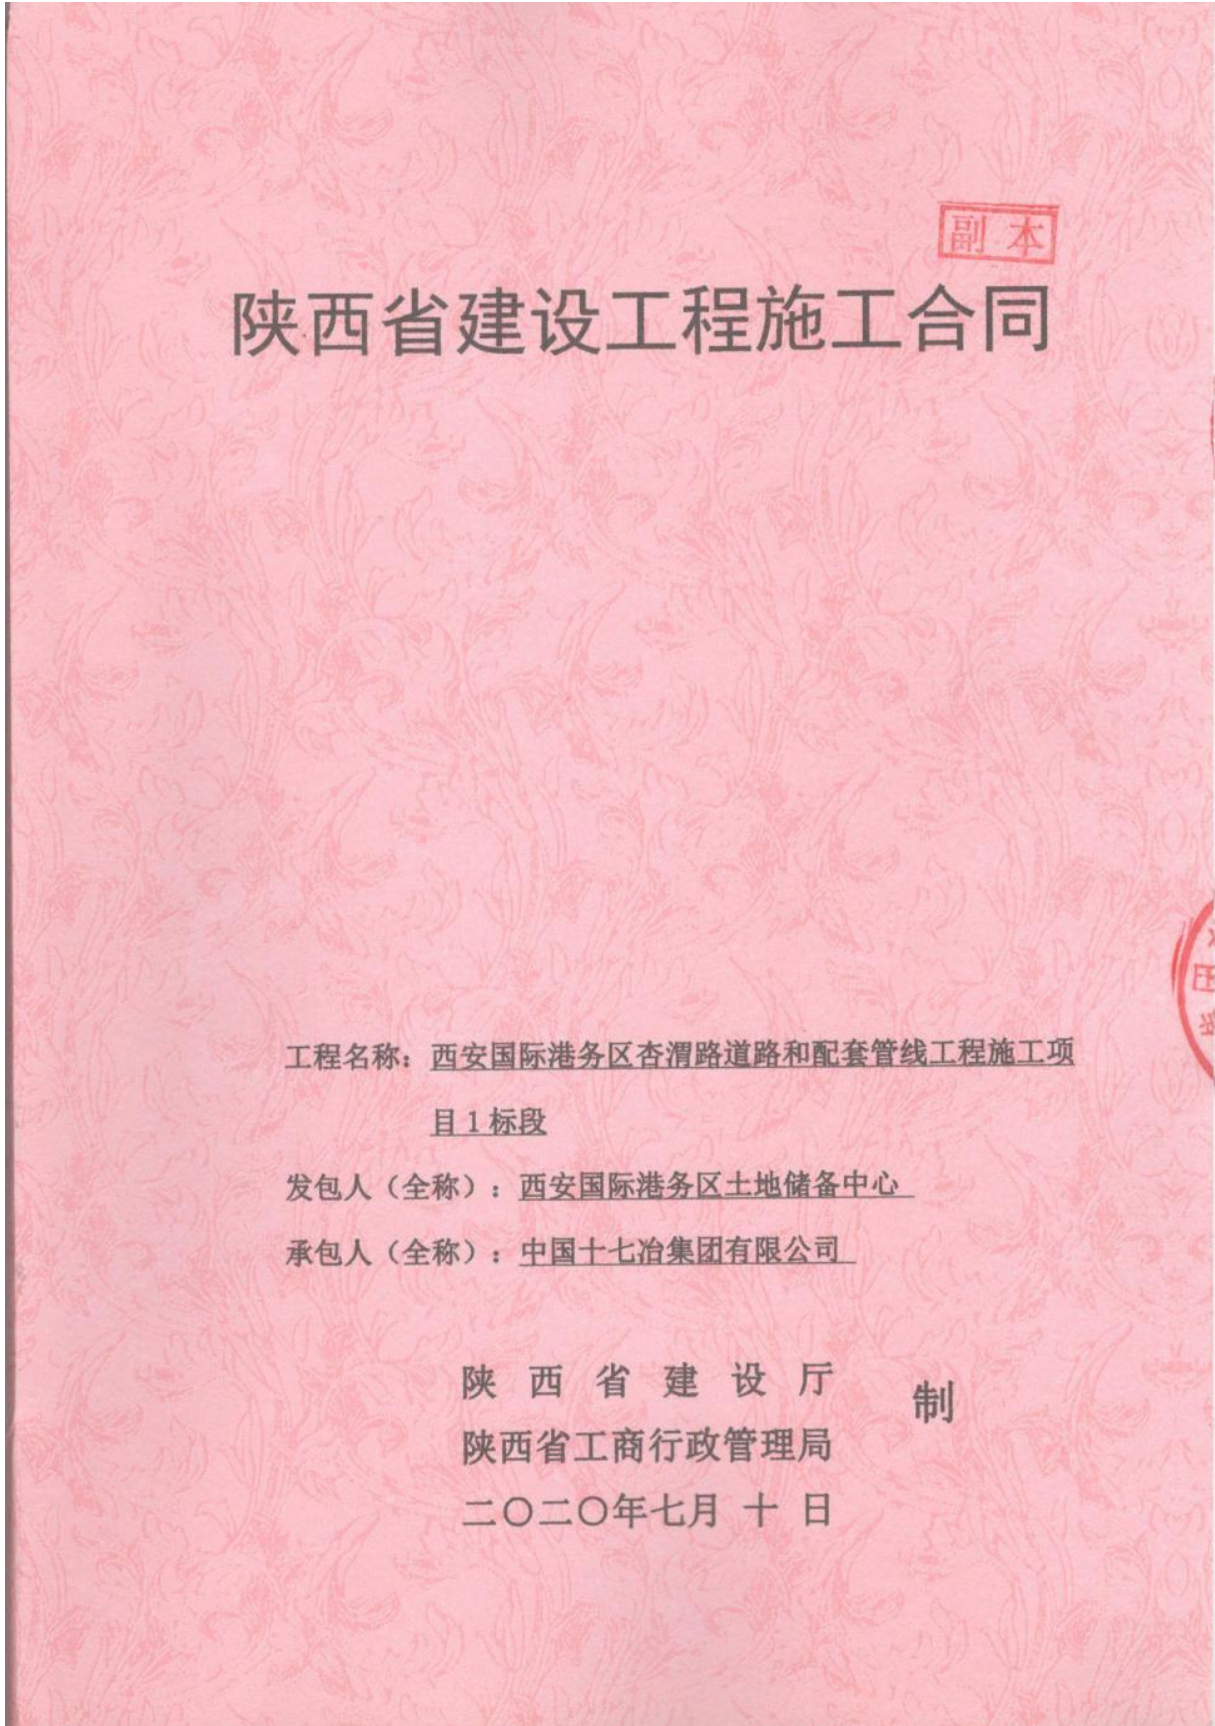 副本
陕西省建设工程施工合同
工程名称：西安国际港务区杏渭路道路和配套管线工程施工项
目1标段
发包人（全称）：西安国际港务区土地储备中心
承包人（全称）：中国十七冶集团有限公司
陕西省建设厅
制
陕西省工商行政管理局
二〇二〇年七月十日